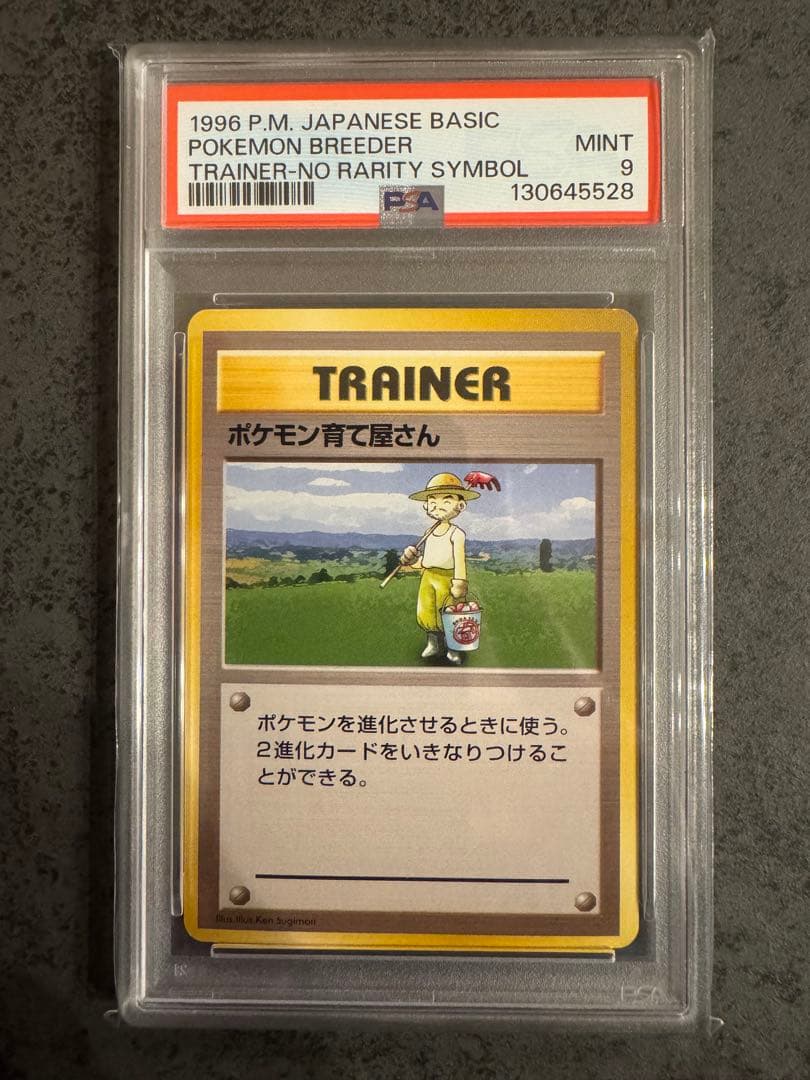 1996 P.M. JAPANESE BASIC
POKEMON BREEDER MINT
TRAINER-NO RARITY SYMBOL 9
PSA 130645528
TRAINER
ポケモン育て屋さん
ポケモンを進化させるときに使う。
2進化カードをいきなりつけるこ
とができる。
Illus.Illus.Ken Sugimori
PSA